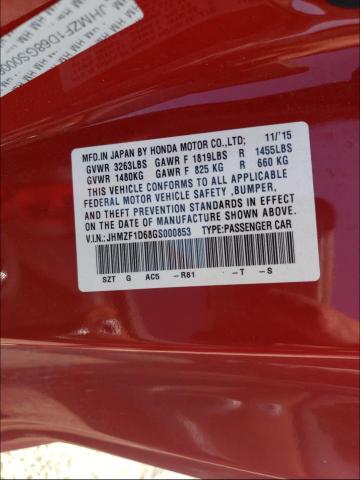 JHMZF1D68GS000
MFD.IN JAPAN BY HONDA MOTOR CO.,LTD; 11/'15
GVWR 3263LBS GAWR F 1819LBS R 1455LBS
GVWR 1480KG GAWR F 825 KG R 660 KG
THIS VEHICLE CONFORMS TO ALL APPLICABLE
FEDERAL MOTOR VEHICLE SAFETY ,BUMPER,
AND THEFT PREVENTION STANDARDS IN EFFECT
ON THE DATE OF MANUFACTURE SHOWN ABOVE.
V.I.N.: JHMZF1D68GS000853 TYPE:PASSENGER CAR
SZT G AC5 -R81 -T -S